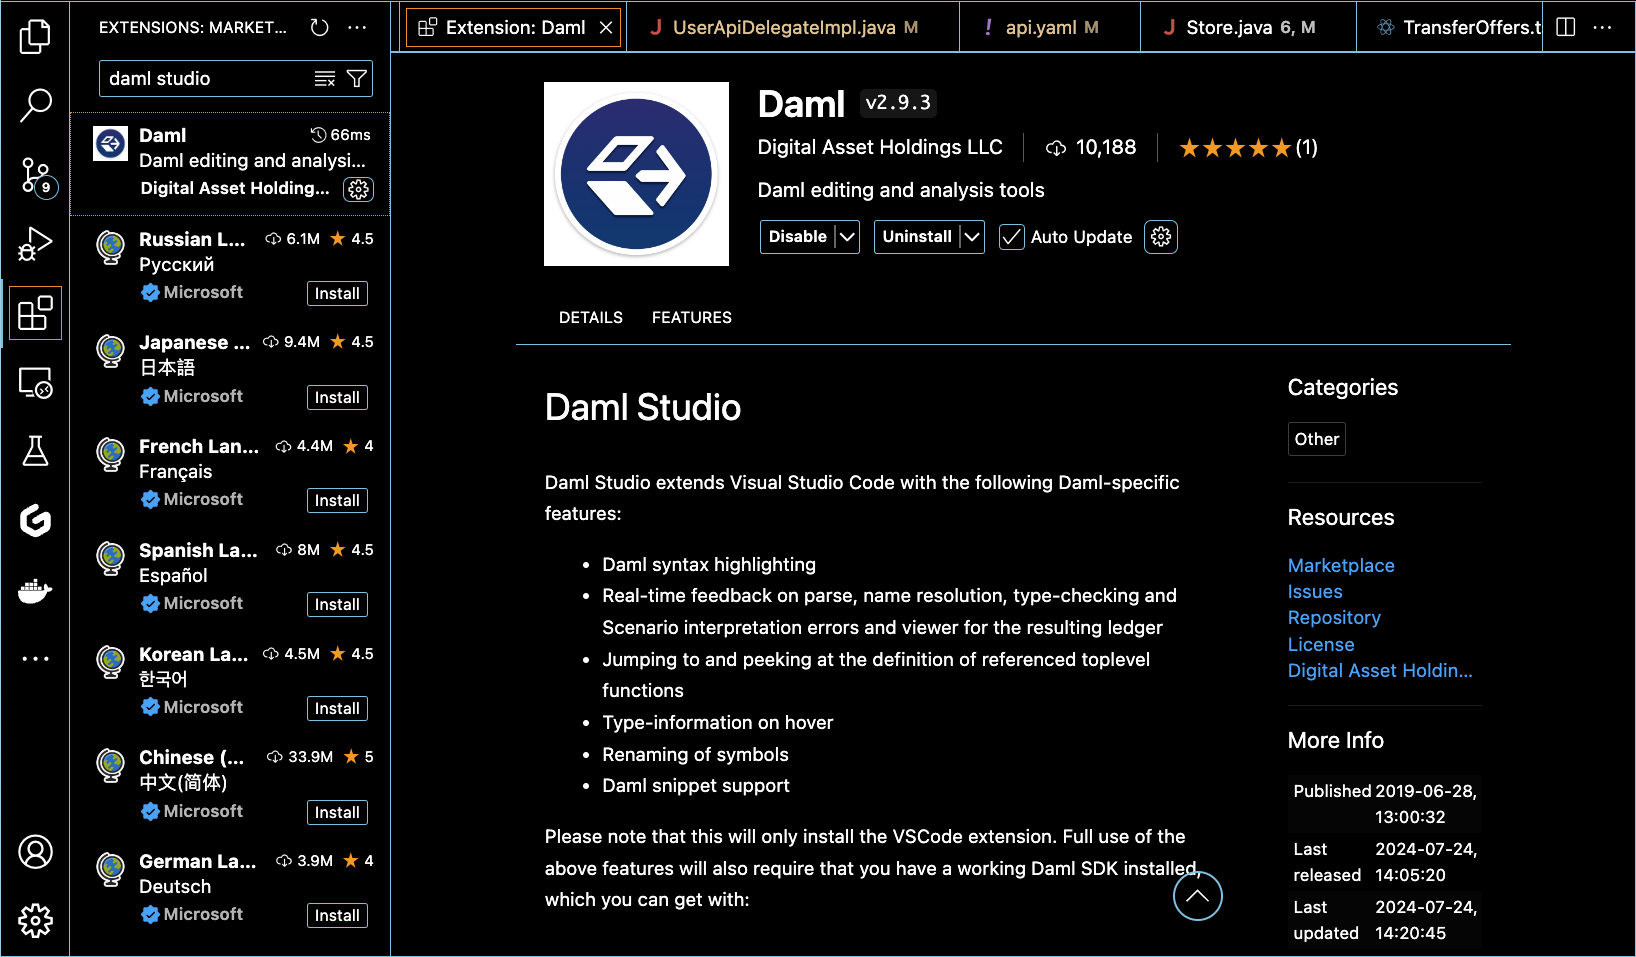 EXTENSIONS: MARKET...
daml studio
Daml 66ms
Daml editing and analysi...
Digital Asset Holding...
Russian L... 6.1M 4.5
Русский
Microsoft Install
Japanese ... 9.4M 4.5
日本語
Microsoft Install
French Lan... 4.4M 4
Français
Microsoft Install
Spanish La... 8M 4.5
Español
Microsoft Install
Korean La... 4.5M 4.5
한국어
Microsoft Install
Chinese (... 33.9M 5
中文(简体)
Microsoft Install
German La... 3.9M 4
Deutsch
Microsoft Install
9
Extension: Daml UserApiDelegateImpl.java M api.yaml M Store.java 6, M TransferOffers.t
Daml v2.9.3
Digital Asset Holdings LLC 10,188 (1)
Daml editing and analysis tools
Disable Uninstall Auto Update
DETAILS FEATURES
Daml Studio
Daml Studio extends Visual Studio Code with the following Daml-specific
features:
• Daml syntax highlighting
• Real-time feedback on parse, name resolution, type-checking and
Scenario interpretation errors and viewer for the resulting ledger
• Jumping to and peeking at the definition of referenced toplevel
functions
• Type-information on hover
• Renaming of symbols
• Daml snippet support
Please note that this will only install the VSCode extension. Full use of the
above features will also require that you have a working Daml SDK installed,
which you can get with:
Categories
Other
Resources
Marketplace
Issues
Repository
License
Digital Asset Holdin...
More Info
Published 2019-06-28,
13:00:32
Last 2024-07-24,
released 14:05:20
Last 2024-07-24,
updated 14:20:45